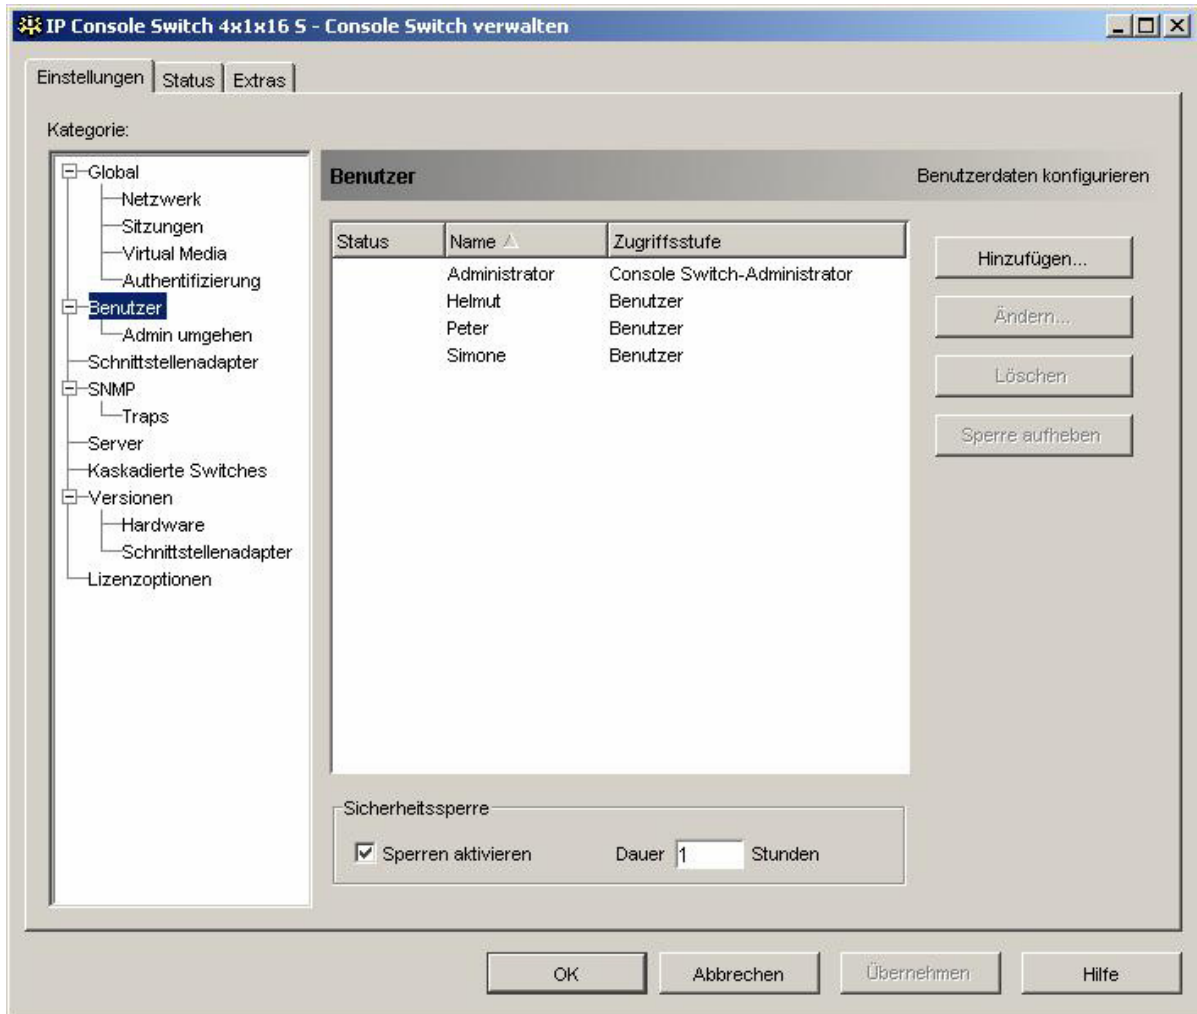 IP Console Switch 4x1x16 S - Console Switch verwalten
Einstellungen Status Extras
Kategorie:
Global
Netzwerk
Sitzungen
Virtual Media
Authentifizierung
Benutzer
Admin umgehen
Schnittstellenadapter
SNMP
Traps
Server
Kaskadierte Switches
Versionen
Hardware
Schnittstellenadapter
Lizenzoptionen
Benutzer Benutzerdaten konfigurieren
Status Name Zugriffsstufe
Administrator Console Switch-Administrator
Helmut Benutzer
Peter Benutzer
Simone Benutzer
Hinzufügen...
Ändern...
Löschen
Sperre aufheben
Sicherheitssperre
Sperren aktivieren Dauer 1 Stunden
OK Abbrechen Übernehmen Hilfe